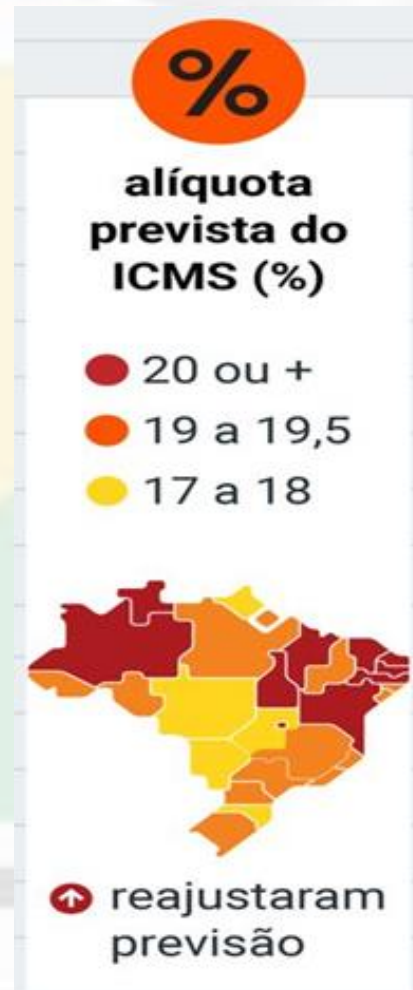 %
alíquota
prevista do
ICMS (%)
20 ou +
19 a 19,5
17 a 18
reajustaram
previsão